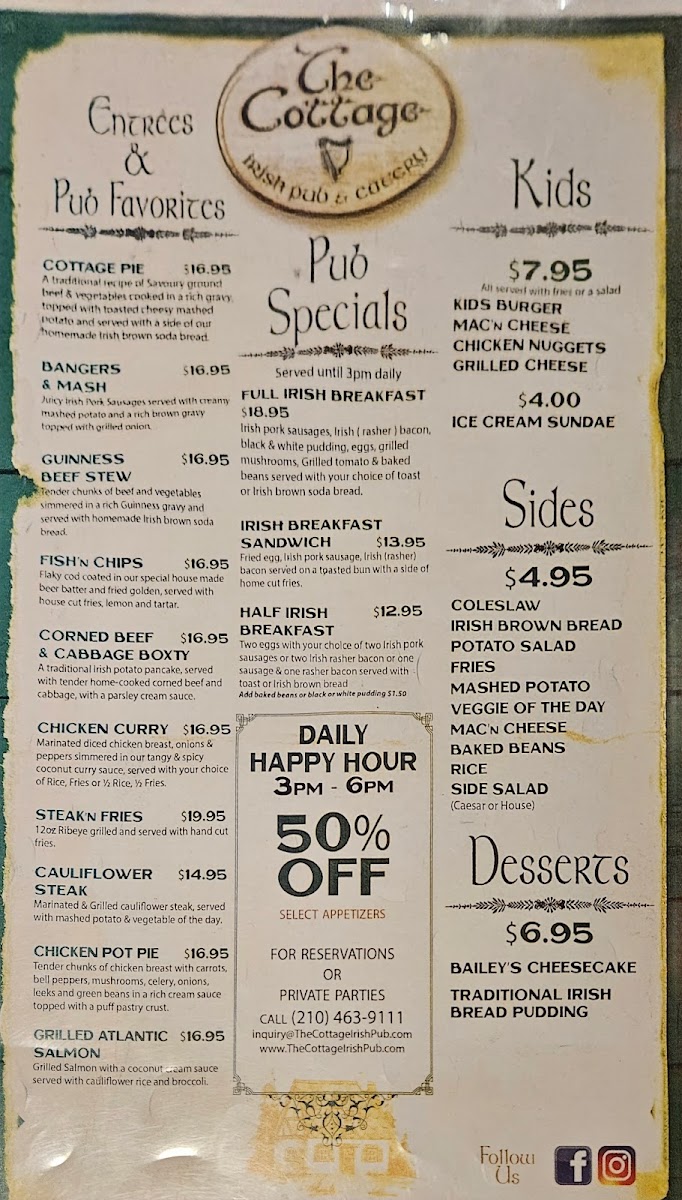 The
Cottage
Irish pub & eatery
Entrées
&
Pub Favorites
COTTAGE PIE $16.95
A traditional recipe of Savoury ground
beef & vegetables cooked in a rich gravy,
topped with toasted cheesy mashed
potato and served with a side of our
homemade Irish brown soda bread.
BANGERS $16.95
& MASH
Juicy Irish Pork Sausages served with creamy
mashed potato and a rich brown gravy
topped with grilled onion.
GUINNESS $16.95
BEEF STEW
Tender chunks of beef and vegetables
simmered in a rich Guinness gravy and
served with homemade Irish brown soda
bread.
FISH'N CHIPS $16.95
Flaky cod coated in our special house made
beer batter and fried golden, served with
house cut fries, lemon and tartar.
CORNED BEEF $16.95
& CABBAGE BOXTY
A traditional Irish potato pancake, served
with tender home-cooked corned beef and
cabbage, with a parsley cream sauce.
CHICKEN CURRY $16.95
Marinated diced chicken breast, onions &
peppers simmered in our tangy & spicy
coconut curry sauce, served with your choice
of Rice, Fries or ½ Rice, ½ Fries.
STEAK'N FRIES $19.95
12oz Ribeye grilled and served with hand cut
fries.
CAULIFLOWER $14.95
STEAK
Marinated & Grilled cauliflower steak, served
with mashed potato & vegetable of the day.
CHICKEN POT PIE $16.95
Tender chunks of chicken breast with carrots,
bell peppers, mushrooms, celery, onions,
leeks and green beans in a rich cream sauce
topped with a puff pastry crust.
GRILLED ATLANTIC $16.95
SALMON
Grilled Salmon with a coconut cream sauce
served with cauliflower rice and broccoli.
Pub
Specials
Served until 3pm daily
FULL IRISH BREAKFAST
$18.95
Irish pork sausages, Irish ( rasher ) bacon,
black & white pudding, eggs, grilled
mushrooms, Grilled tomato & baked
beans served with your choice of toast
or Irish brown soda bread.
IRISH BREAKFAST
SANDWICH $13.95
Fried egg, Irish pork sausage, Irish (rasher)
bacon served on a toasted bun with a side of
home cut fries.
HALF IRISH $12.95
BREAKFAST
Two eggs with your choice of two Irish pork
sausages or two Irish rasher bacon or one
sausage & one rasher bacon served with
toast or Irish brown bread
Add baked beans or black or white pudding $1.50
DAILY
HAPPY HOUR
3PM - 6PM
50%
OFF
SELECT APPETIZERS
FOR RESERVATIONS
OR
PRIVATE PARTIES
CALL (210) 463-9111
inquiry@TheCottageIrishPub.com
www.TheCottageIrishPub.com
Kids
$7.95
All served with fries or a salad
KIDS BURGER
MAC'N CHEESE
CHICKEN NUGGETS
GRILLED CHEESE
$4.00
ICE CREAM SUNDAE
Sides
$4.95
COLESLAW
IRISH BROWN BREAD
POTATO SALAD
FRIES
MASHED POTATO
VEGGIE OF THE DAY
MAC'N CHEESE
BAKED BEANS
RICE
SIDE SALAD
(Caesar or House)
Desserts
$6.95
BAILEY'S CHEESECAKE
TRADITIONAL IRISH
BREAD PUDDING
Follow
Us